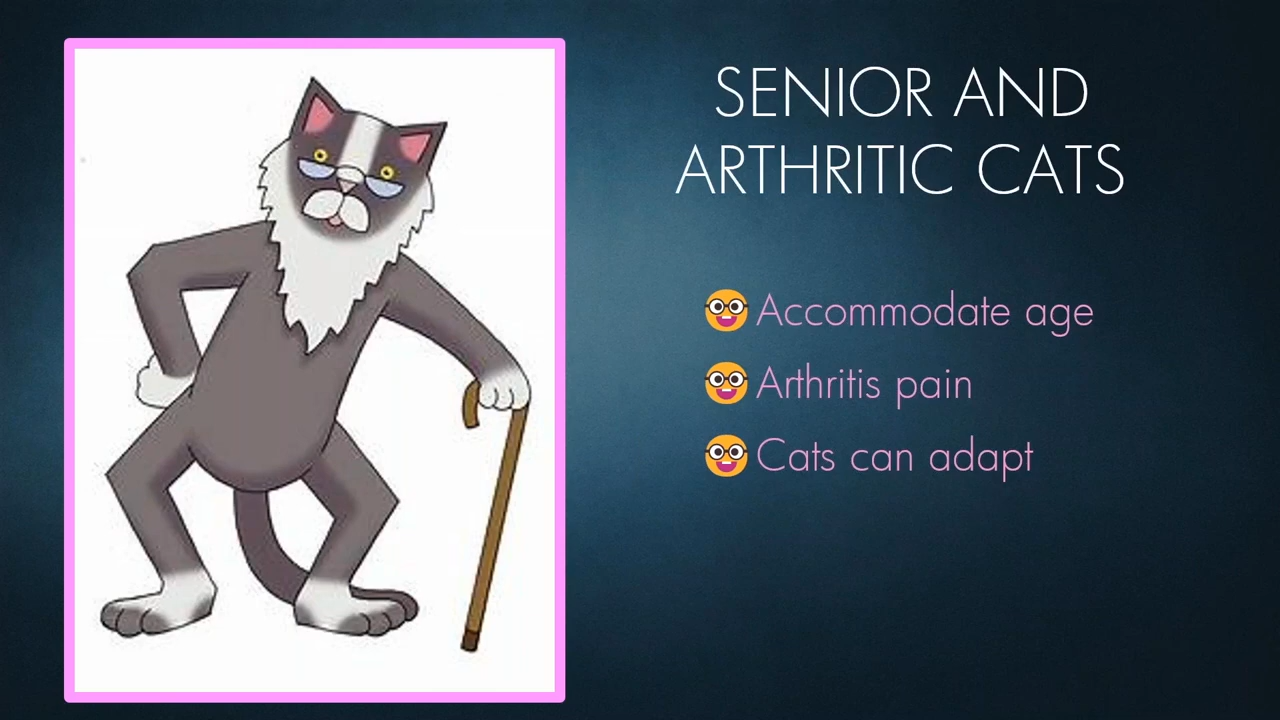 SENIOR AND
ARTHRITIC CATS
Accommodate age
Arthritis pain
Cats can adapt